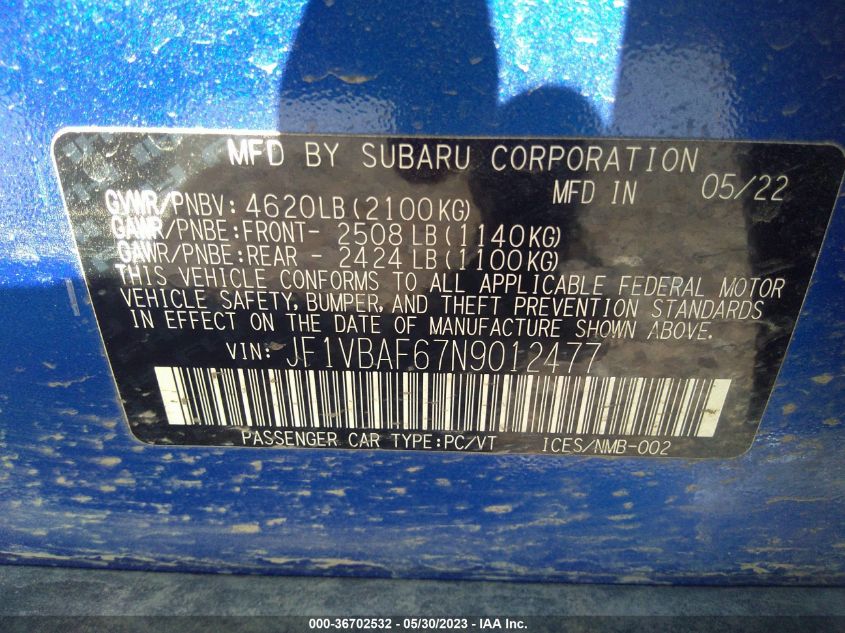 MFD BY SUBARU CORPORATION
MFD IN 05/22
GVWR/PNBV: 4620LB(2100KG)
GAWR/PNBE:FRONT- 2508LB(1140KG)
GAWR/PNBE:REAR - 2424LB(1100KG)
THIS VEHICLE CONFORMS TO ALL APPLICABLE FEDERAL MOTOR
VEHICLE SAFETY, BUMPER, AND THEFT PREVENTION STANDARDS
IN EFFECT ON THE DATE OF MANUFACTURE SHOWN ABOVE.
VIN: JF1VBAF67N9012477
PASSENGER CAR TYPE:PC/VT ICES/NMB-002
000-36702532 - 05/30/2023 - IAA Inc.